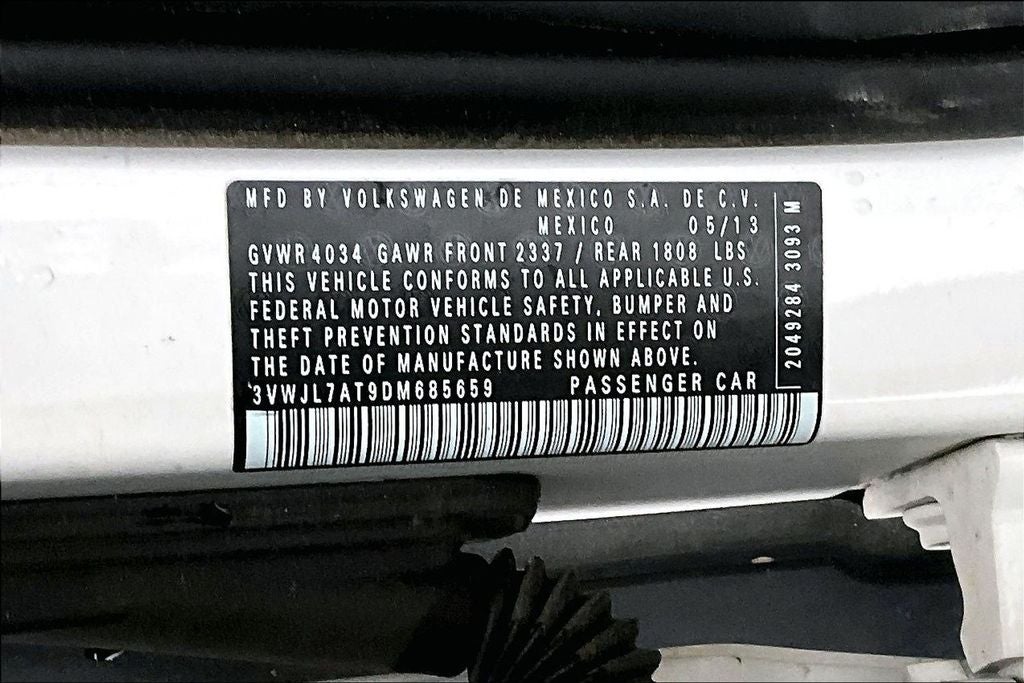 MFD BY VOLKSWAGEN DE MEXICO S.A. DE C.V.
MEXICO 05/13
GVWR 4034 GAWR FRONT 2337 / REAR 1808 LBS
THIS VEHICLE CONFORMS TO ALL APPLICABLE U.S.
FEDERAL MOTOR VEHICLE SAFETY, BUMPER AND
THEFT PREVENTION STANDARDS IN EFFECT ON
THE DATE OF MANUFACTURE SHOWN ABOVE.
3VWJL7AT9DM685659 PASSENGER CAR
2049284 3093 M